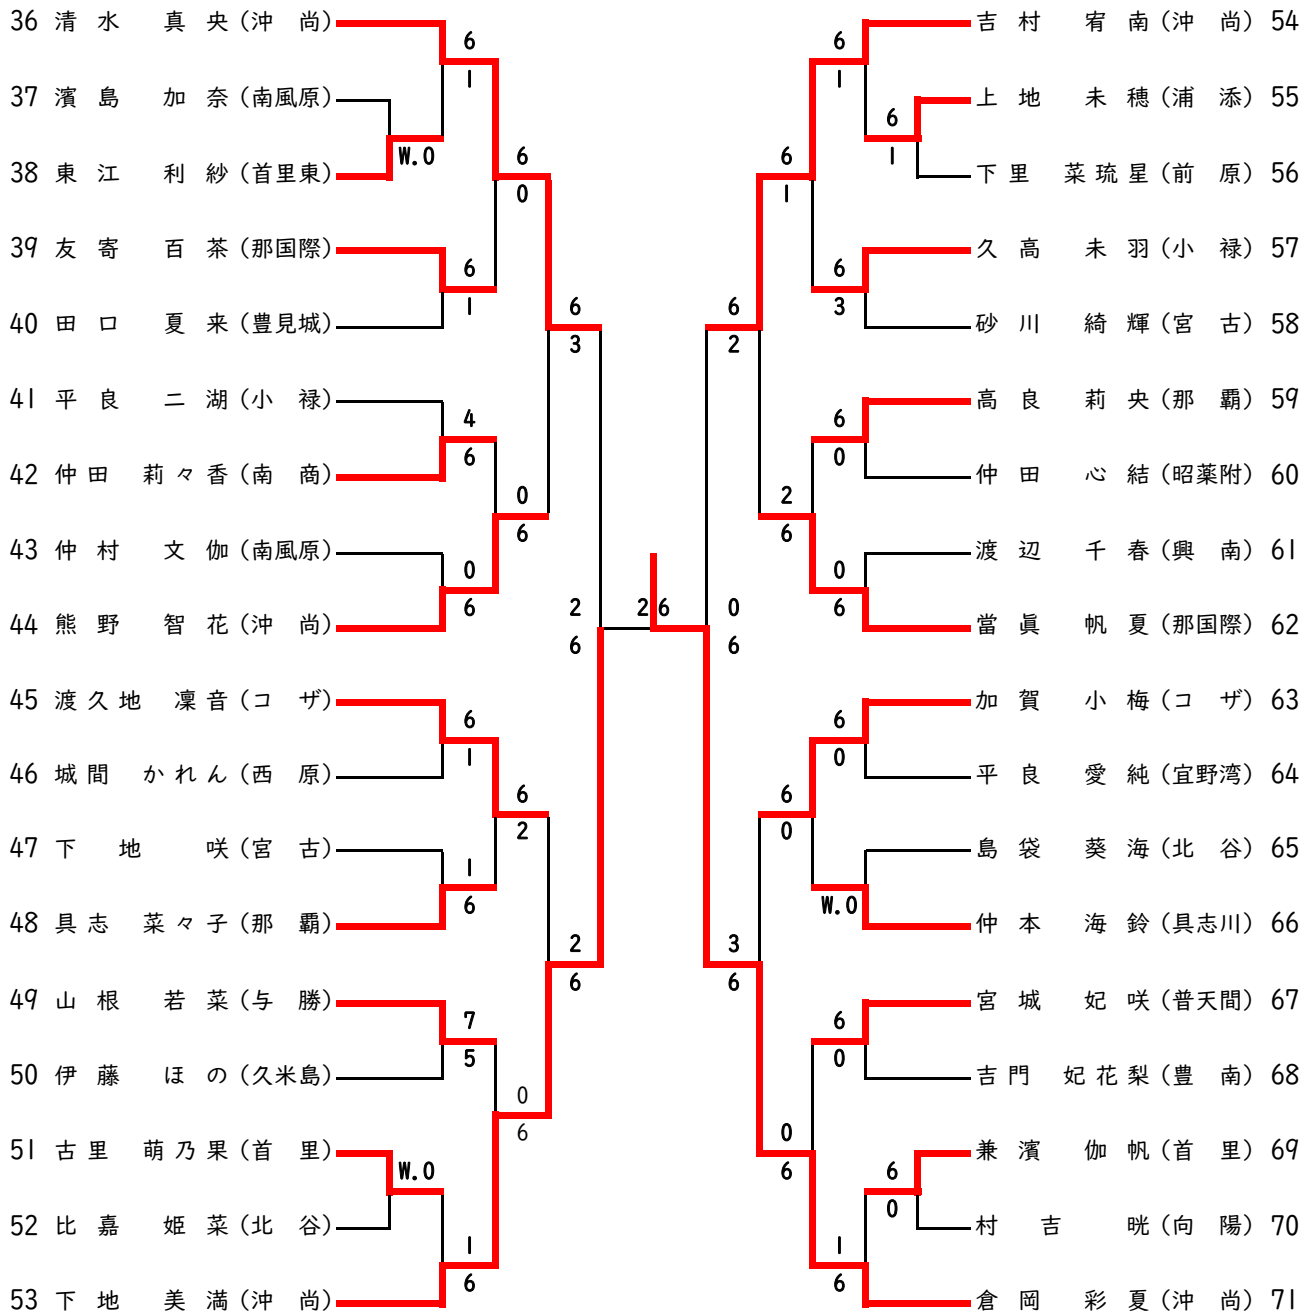 36 清水 真央 (沖 尚)
37 濱島 加奈 (南風原)
38 東江 利紗 (首里東)
39 友寄 百茶 (那国際)
40 田口 夏来 (豊見城)
41 平良 二湖 (小 禄)
42 仲田 莉々香 (南 商)
43 仲村 文伽 (南風原)
44 熊野 智花 (沖 尚)
45 渡久地 凜音 (コ ザ)
46 城間 かれん (西 原)
47 下地 咲 (宮 古)
48 具志 菜々子 (那 覇)
49 山根 若菜 (与 勝)
50 伊藤 ほの (久米島)
51 古里 萌乃果 (首 里)
52 比嘉 姫菜 (北 谷)
53 下地 美満 (沖 尚)
6
1
W.O
6
1
4
6
0
6
6
1
1
6
7
5
W.O
1
6
6
0
0
6
6
2
0
6
6
3
2
6
2
6
2 6
0
6
6
2
3
6
6
1
2
6
6
0
0
6
6
1
6
1
6
3
6
0
0
6
6
0
W.O
6
0
6
0
1
6
吉村 宥南 (沖 尚) 54
上地 未穂 (浦 添) 55
下里 菜琉星 (前 原) 56
久高 未羽 (小 禄) 57
砂川 綺輝 (宮 古) 58
高良 莉央 (那 覇) 59
仲田 心結 (昭薬附) 60
渡辺 千春 (興 南) 61
當眞 帆夏 (那国際) 62
加賀 小梅 (コ ザ) 63
平良 愛純 (宜野湾) 64
島袋 葵海 (北 谷) 65
仲本 海鈴 (具志川) 66
宮城 妃咲 (普天間) 67
吉門 妃花梨 (豊 南) 68
兼濱 伽帆 (首 里) 69
村吉 晄 (向 陽) 70
倉岡 彩夏 (沖 尚) 71